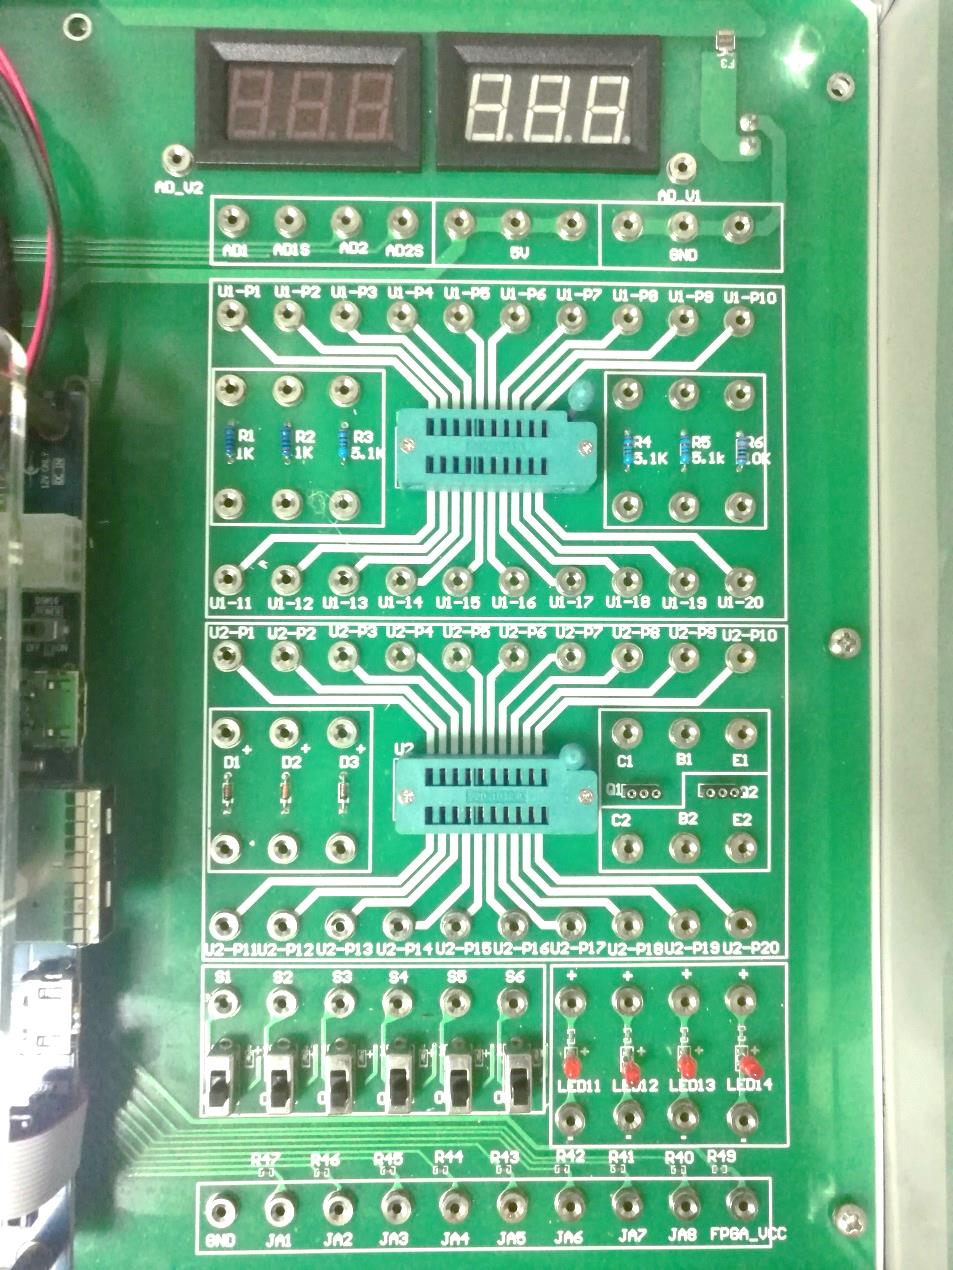 F3
AD_V2 AD_V1
AD1 AD1S AD2 AD2S 5V GND
U1-P1 U1-P2 U1-P3 U1-P4 U1-P5 U1-P6 U1-P7 U1-P8 U1-P9 U1-P10
R1 R2 R3 R4 R5 R6
1K 1K 5.1K 5.1K 5.1k 10K
U1-11 U1-12 U1-13 U1-14 U1-15 U1-16 U1-17 U1-18 U1-19 U1-20
U2-P1 U2-P2 U2-P3 U2-P4 U2-P5 U2-P6 U2-P7 U2-P8 U2-P9 U2-P10
12V ONLY
DC_IN
U2
+ + +
D1 D2 D3 C1 B1 E1
Q1 Q2
C2 B2 E2
U2-P11 U2-P12 U2-P13 U2-P14 U2-P15 U2-P16 U2-P17 U2-P18 U2-P19 U2-P20
S1 S2 S3 S4 S5 S6 + + + +
LED11 LED12 LED13 LED14
- - - -
R47 R46 R45 R44 R43 R42 R41 R40 R49
GND JA1 JA2 JA3 JA4 JA5 JA6 JA7 JA8 FPGA_VCC